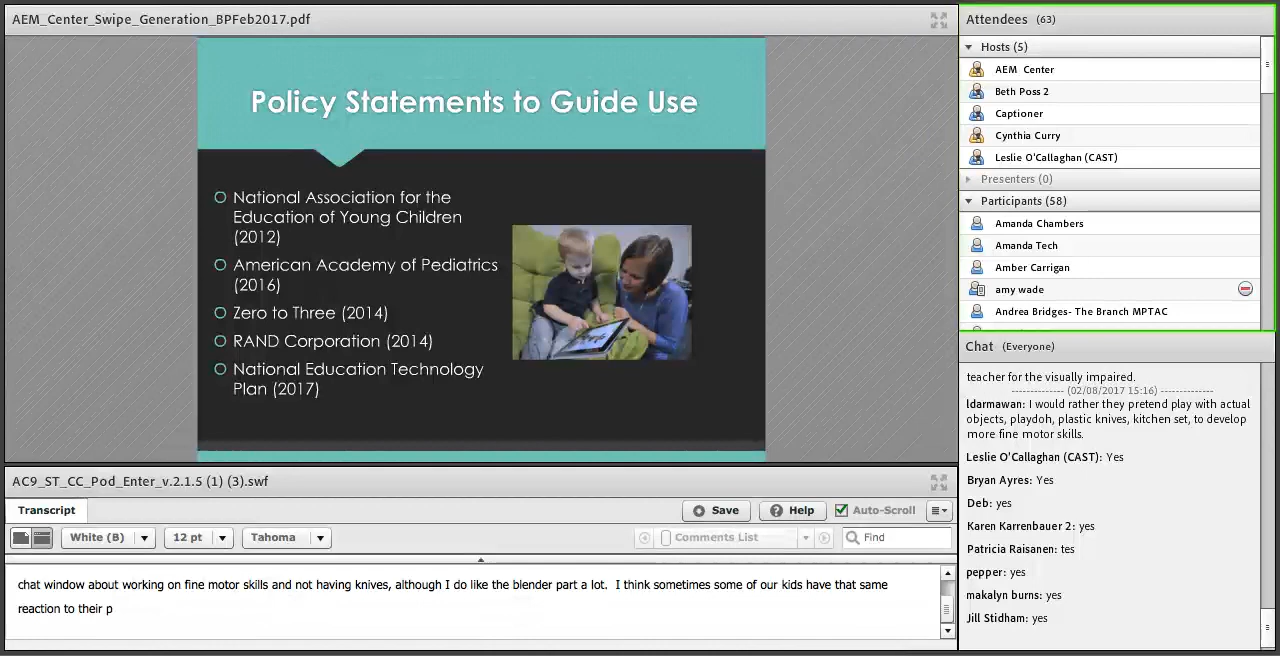 AEM_Center_Swipe_Generation_BPFeb2017.pdf
Policy Statements to Guide Use
National Association for the
Education of Young Children
(2012)
American Academy of Pediatrics
(2016)
Zero to Three (2014)
RAND Corporation (2014)
National Education Technology
Plan (2017)
AC9_ST_CC_Pod_Enter_v.2.1.5 (1) (3).swf
Transcript
Save
Help
Auto-Scroll
White (B)
12 pt
Tahoma
Comments List
Find
chat window about working on fine motor skills and not having knives, although I do like the blender part a lot. I think sometimes some of our kids have that same
reaction to their p
Attendees (63)
Hosts (5)
AEM Center
Beth Poss 2
Captioner
Cynthia Curry
Leslie O'Callaghan (CAST)
Presenters (0)
Participants (58)
Amanda Chambers
Amanda Tech
Amber Carrigan
amy wade
Andrea Bridges- The Branch MPTAC
Chat (Everyone)
teacher for the visually impaired.
-------------- (02/08/2017 15:16) --------------
ldarmawan: I would rather they pretend play with actual
objects, playdoh, plastic knives, kitchen set, to develop
more fine motor skills.
Leslie O'Callaghan (CAST): Yes
Bryan Ayres: Yes
Deb: yes
Karen Karrenbauer 2: yes
Patricia Raisanen: tes
pepper: yes
makalyn burns: yes
Jill Stidham: yes